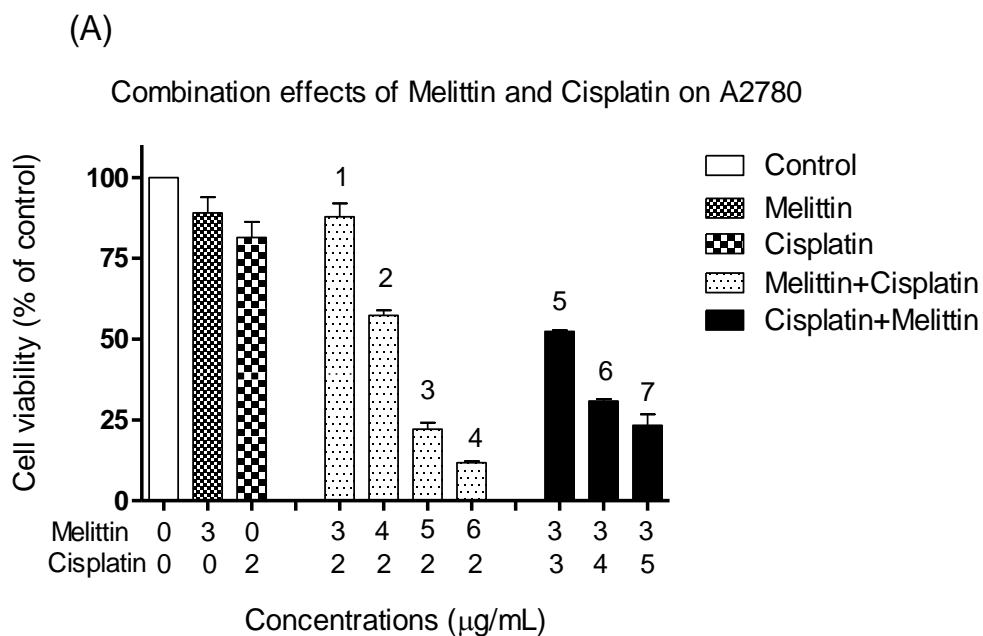 (A)
Combination effects of Melittin and Cisplatin on A2780
Cell viability (% of control)
100
75
50
25
0
1
2
3
4
5
6
7
Control
Melittin
Cisplatin
Melittin+Cisplatin
Cisplatin+Melittin
Melittin 0 3 0 3 4 5 6 3 3 3
Cisplatin 0 0 2 2 2 2 2 3 4 5
Concentrations (μg/mL)